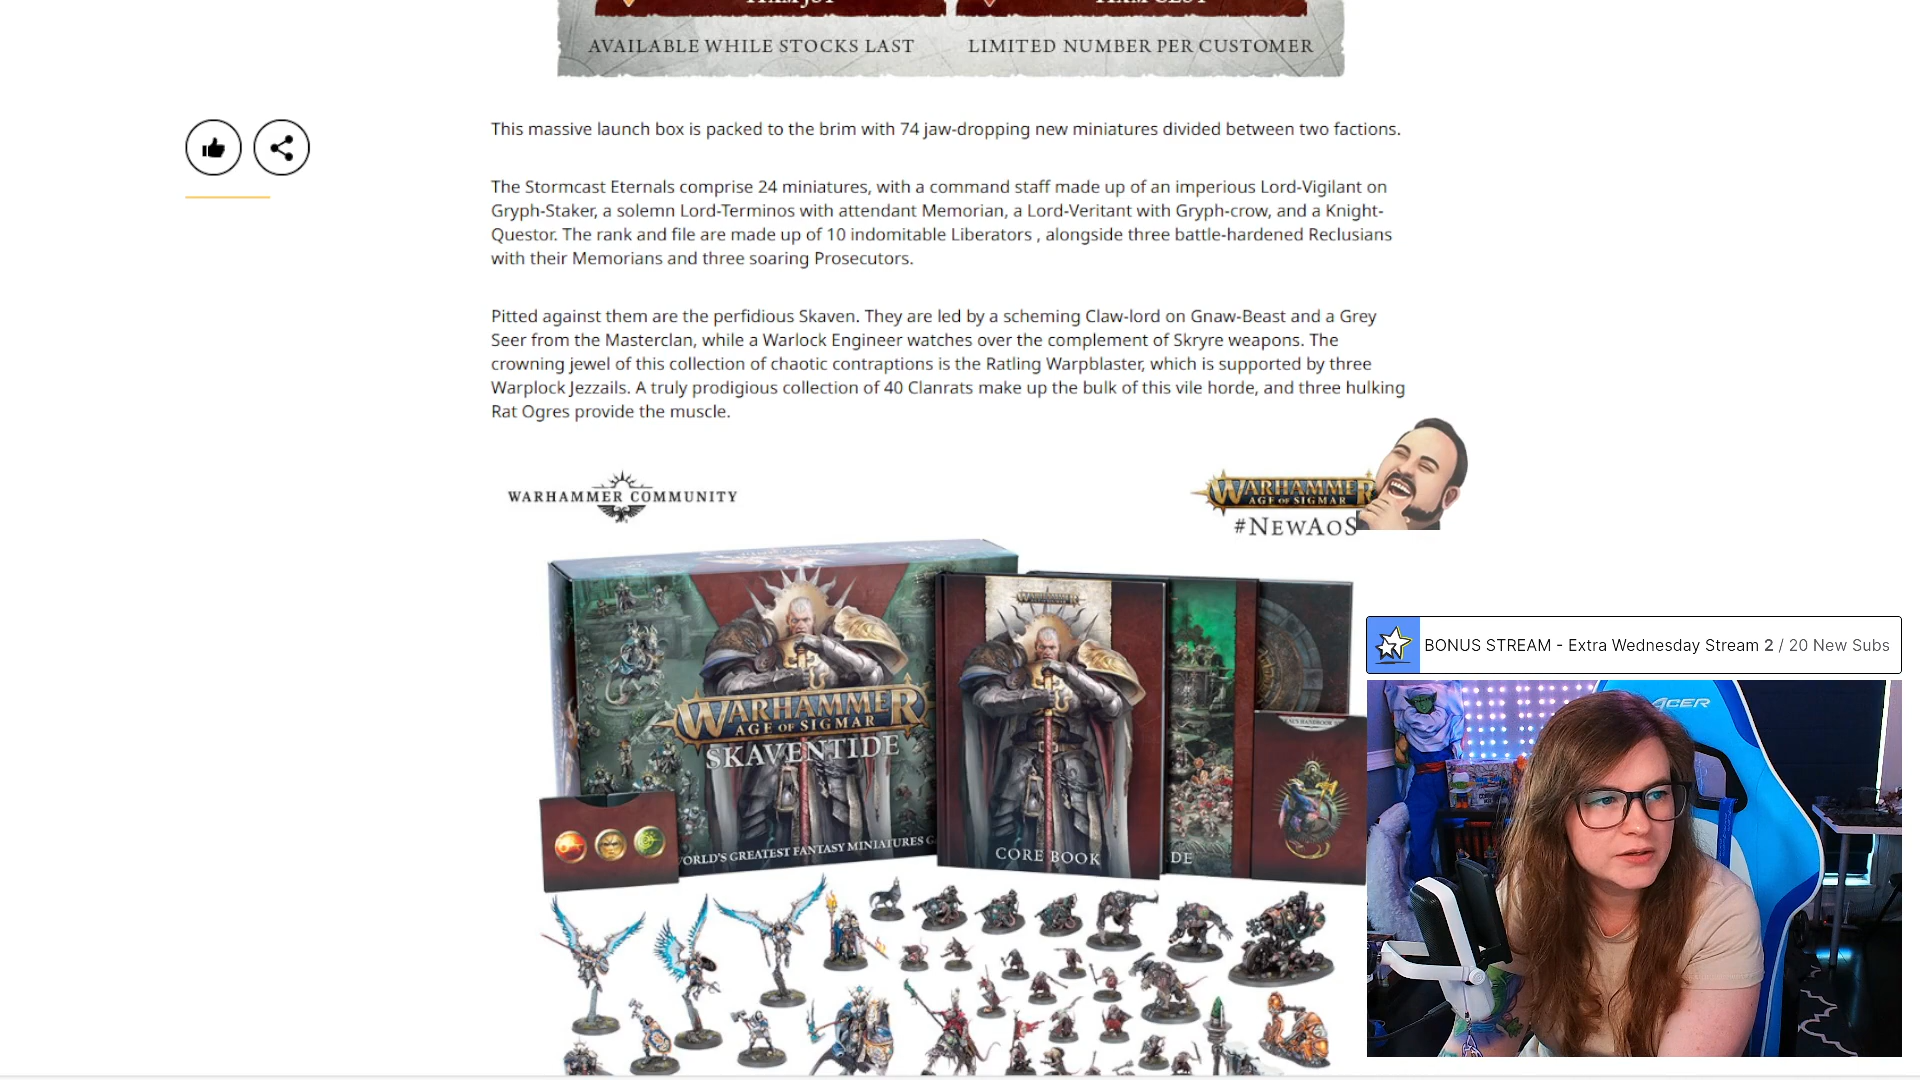 AVAILABLE WHILE STOCKS LAST
LIMITED NUMBER PER CUSTOMER
This massive launch box is packed to the brim with 74 jaw-dropping new miniatures divided between two factions.
The Stormcast Eternals comprise 24 miniatures, with a command staff made up of an imperious Lord-Vigilant on
Gryph-Staker, a solemn Lord-Terminos with attendant Memorian, a Lord-Veritant with Gryph-crow, and a Knight-
Questor. The rank and file are made up of 10 indomitable Liberators , alongside three battle-hardened Reclusians
with their Memorians and three soaring Prosecutors.
Pitted against them are the perfidious Skaven. They are led by a scheming Claw-lord on Gnaw-Beast and a Grey
Seer from the Masterclan, while a Warlock Engineer watches over the complement of Skryre weapons. The
crowning jewel of this collection of chaotic contraptions is the Ratling Warpblaster, which is supported by three
Warplock Jezzails. A truly prodigious collection of 40 Clanrats make up the bulk of this vile horde, and three hulking
Rat Ogres provide the muscle.
WARHAMMER COMMUNITY
WARHAMMER
AGE OF SIGMAR
#NEWAOS
WARHAMMER
AGE OF SIGMAR
SKAVENTIDE
WORLD'S GREATEST FANTASY MINIATURES
WARHAMMER
CORE BOOK
DE
BONUS STREAM - Extra Wednesday Stream 2 / 20 New Subs
ACER